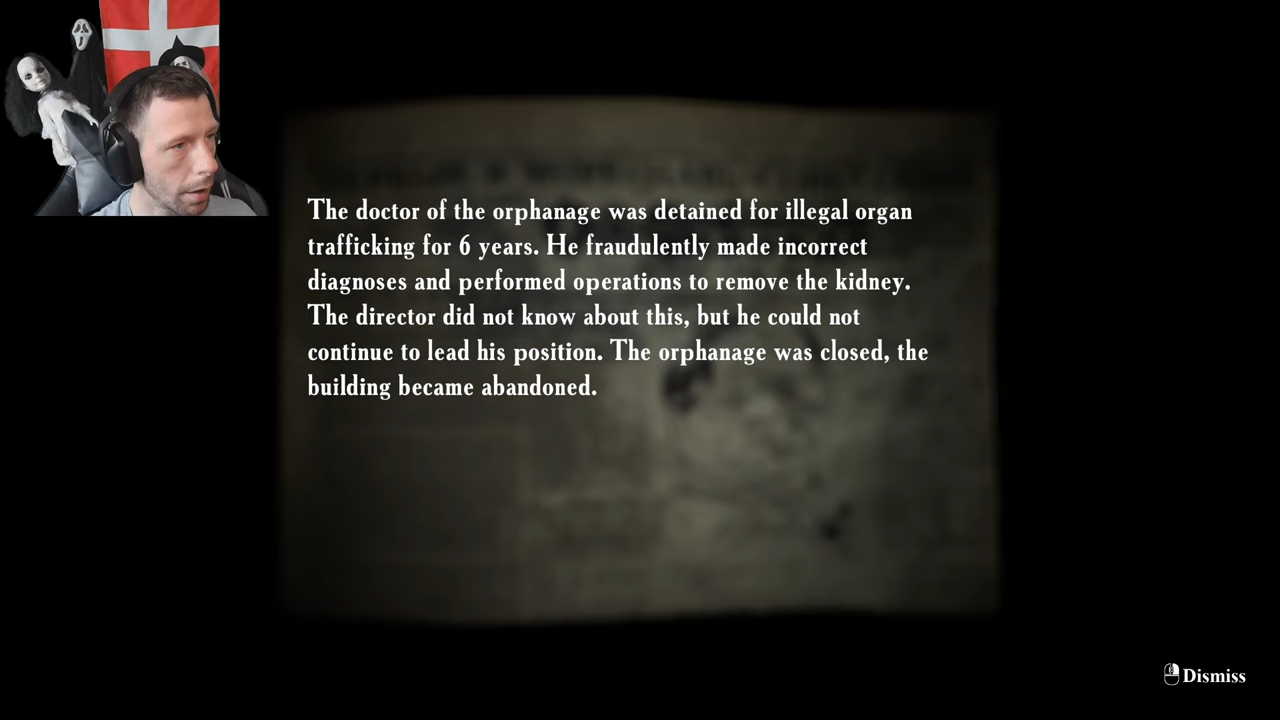 The doctor of the orphanage was detained for illegal organ
trafficking for 6 years. He fraudulently made incorrect
diagnoses and performed operations to remove the kidney.
The director did not know about this, but he could not
continue to lead his position. The orphanage was closed, the
building became abandoned.
Dismiss